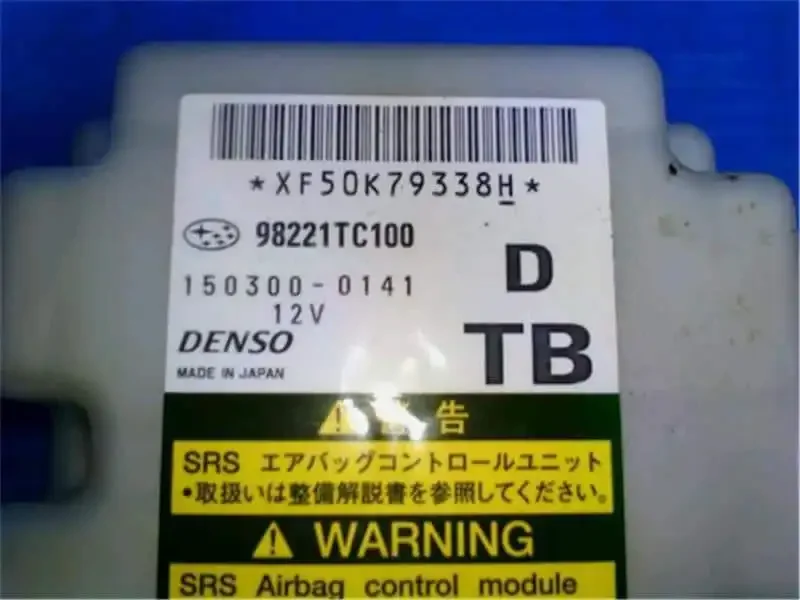 *XF50K79338H*
98221TC100
D
150300-0141
12V
TB
DENSO
MADE IN JAPAN
警告
SRS エアバッグコントロールユニット
•取扱いは整備解説書を参照してください。
WARNING
SRS Airbag control module